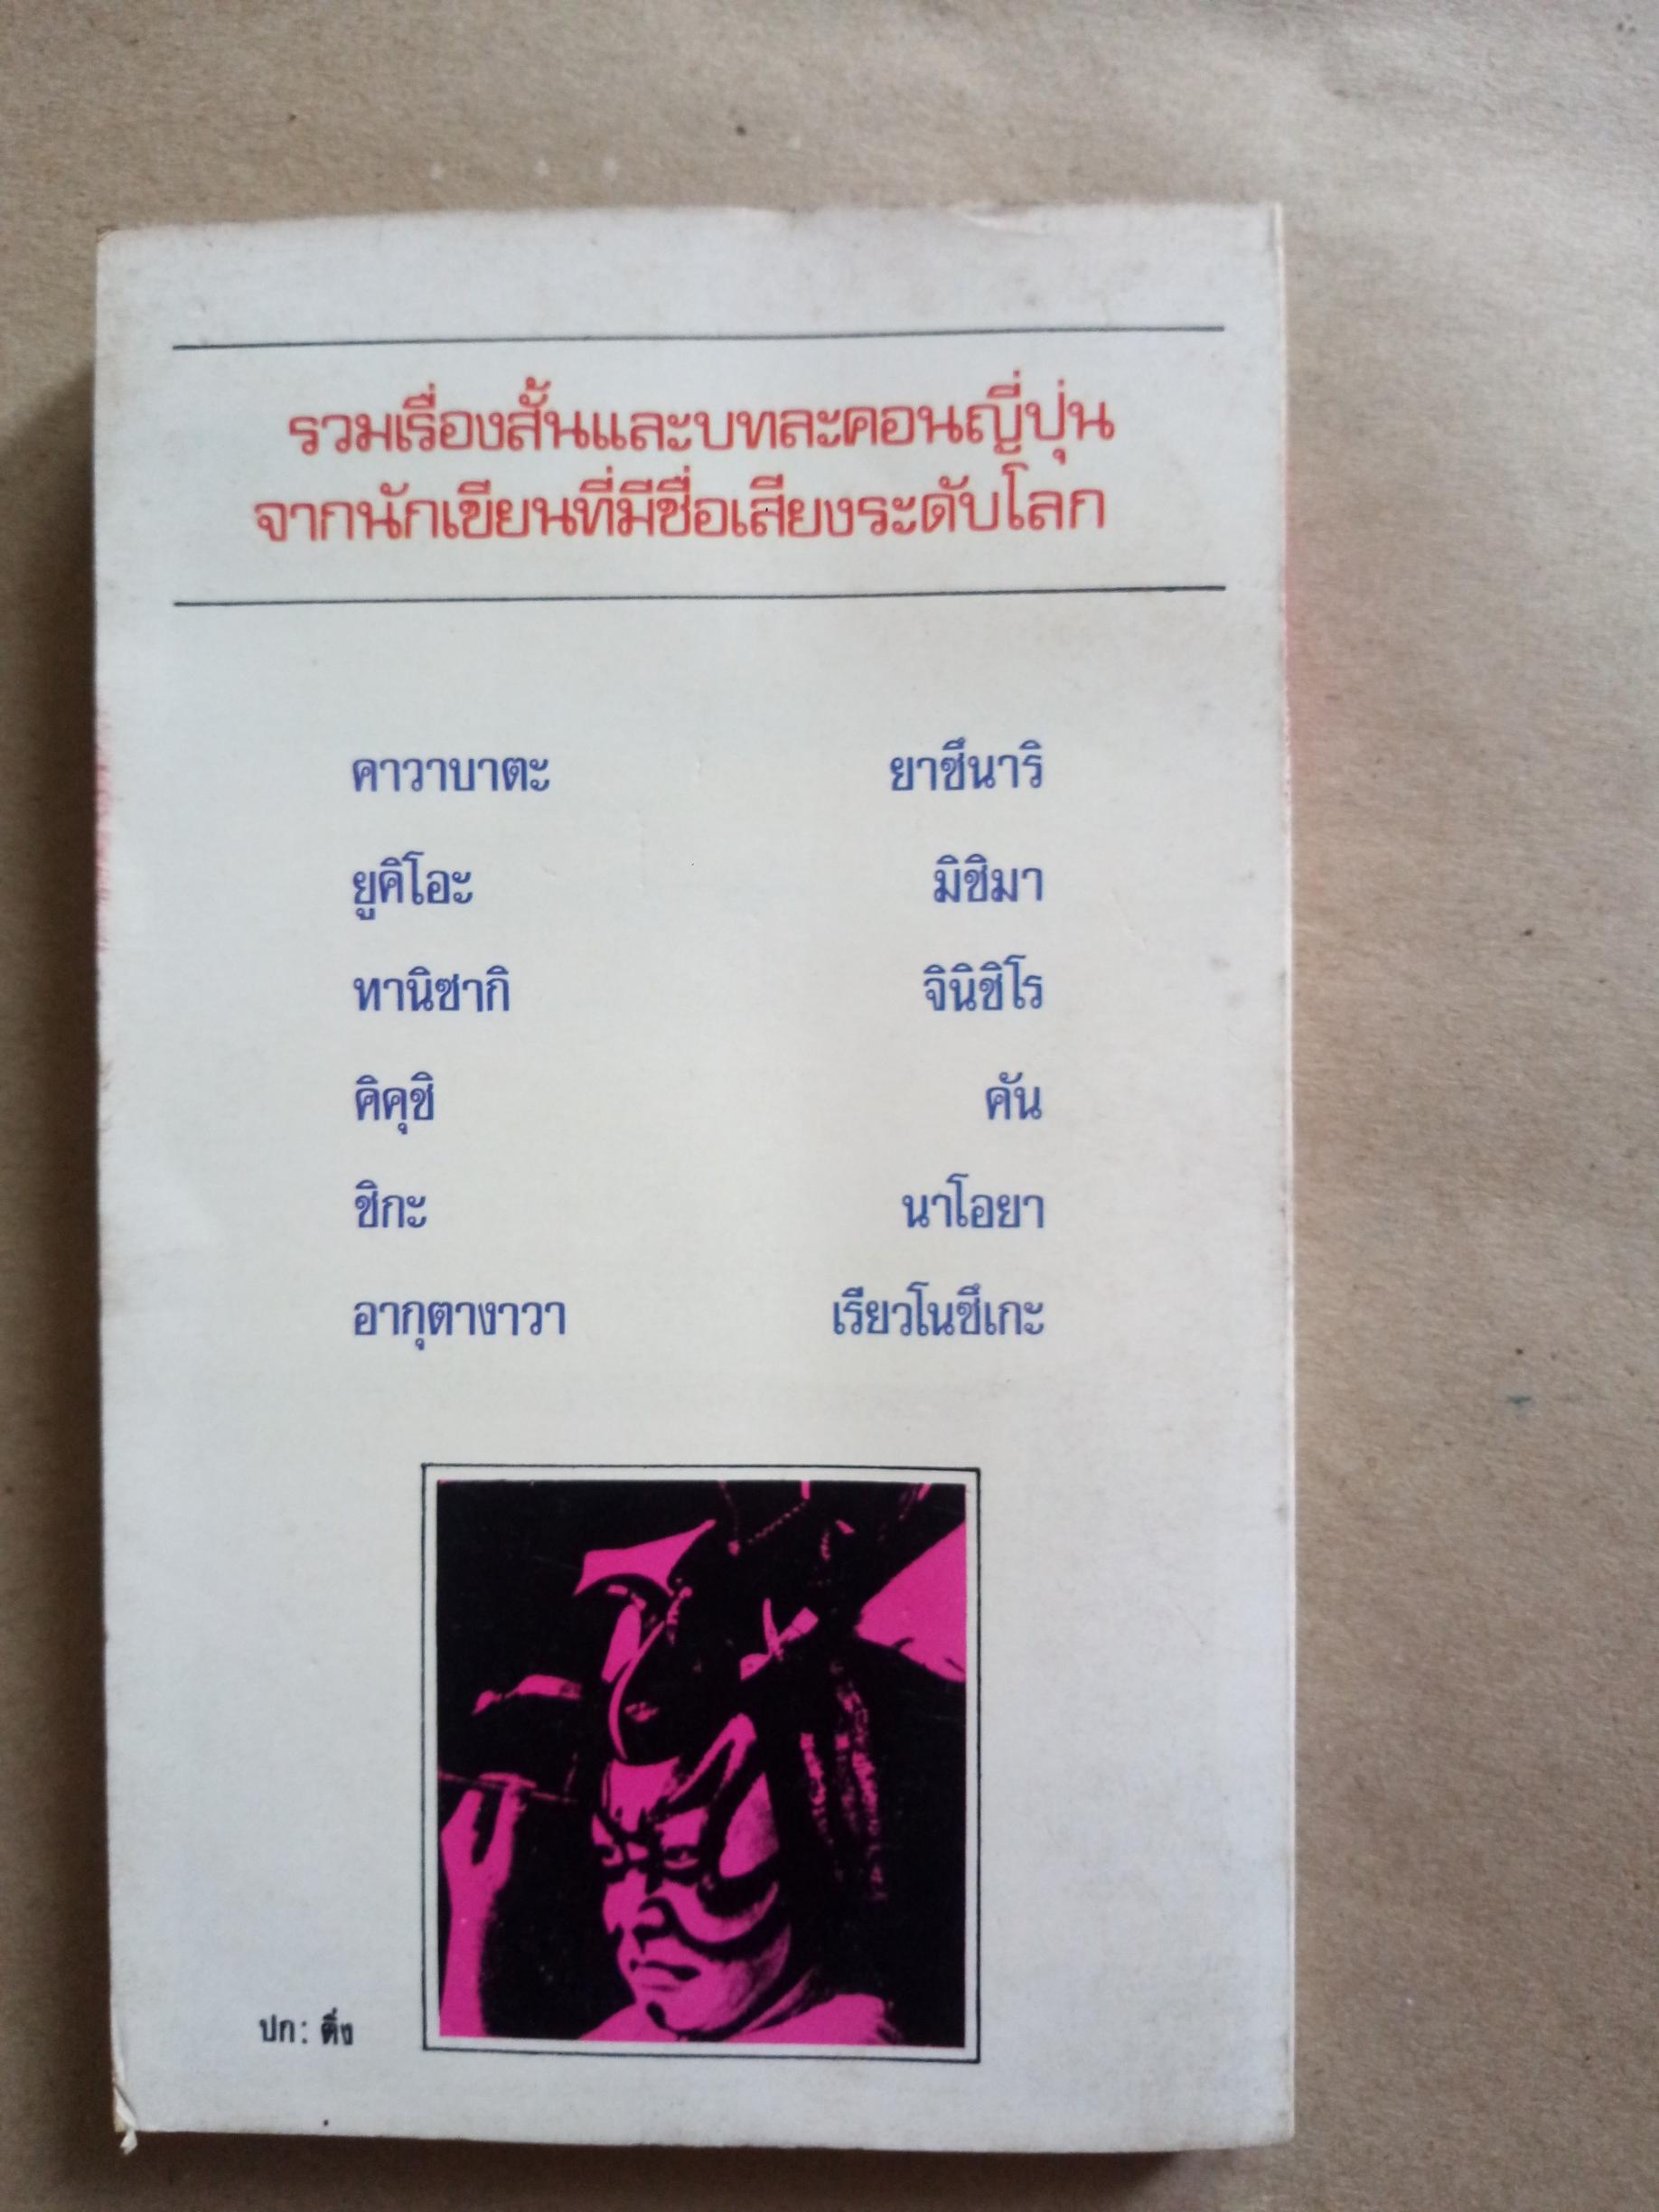 รวมเรื่องสั้นและบทละคอนญี่ปุ่น
จากนักเขียนที่มีชื่อเสียงระดับโลก
คาวาบาตะ ยาซึนาริ
ยูคิโอะ มิชิมา
ทานิซากิ จินิชิโร
คิคุชิ คัน
ชิกะ นาโอยา
อากุตางาวา เรียวโนซึเกะ
ปก: ติ่ง